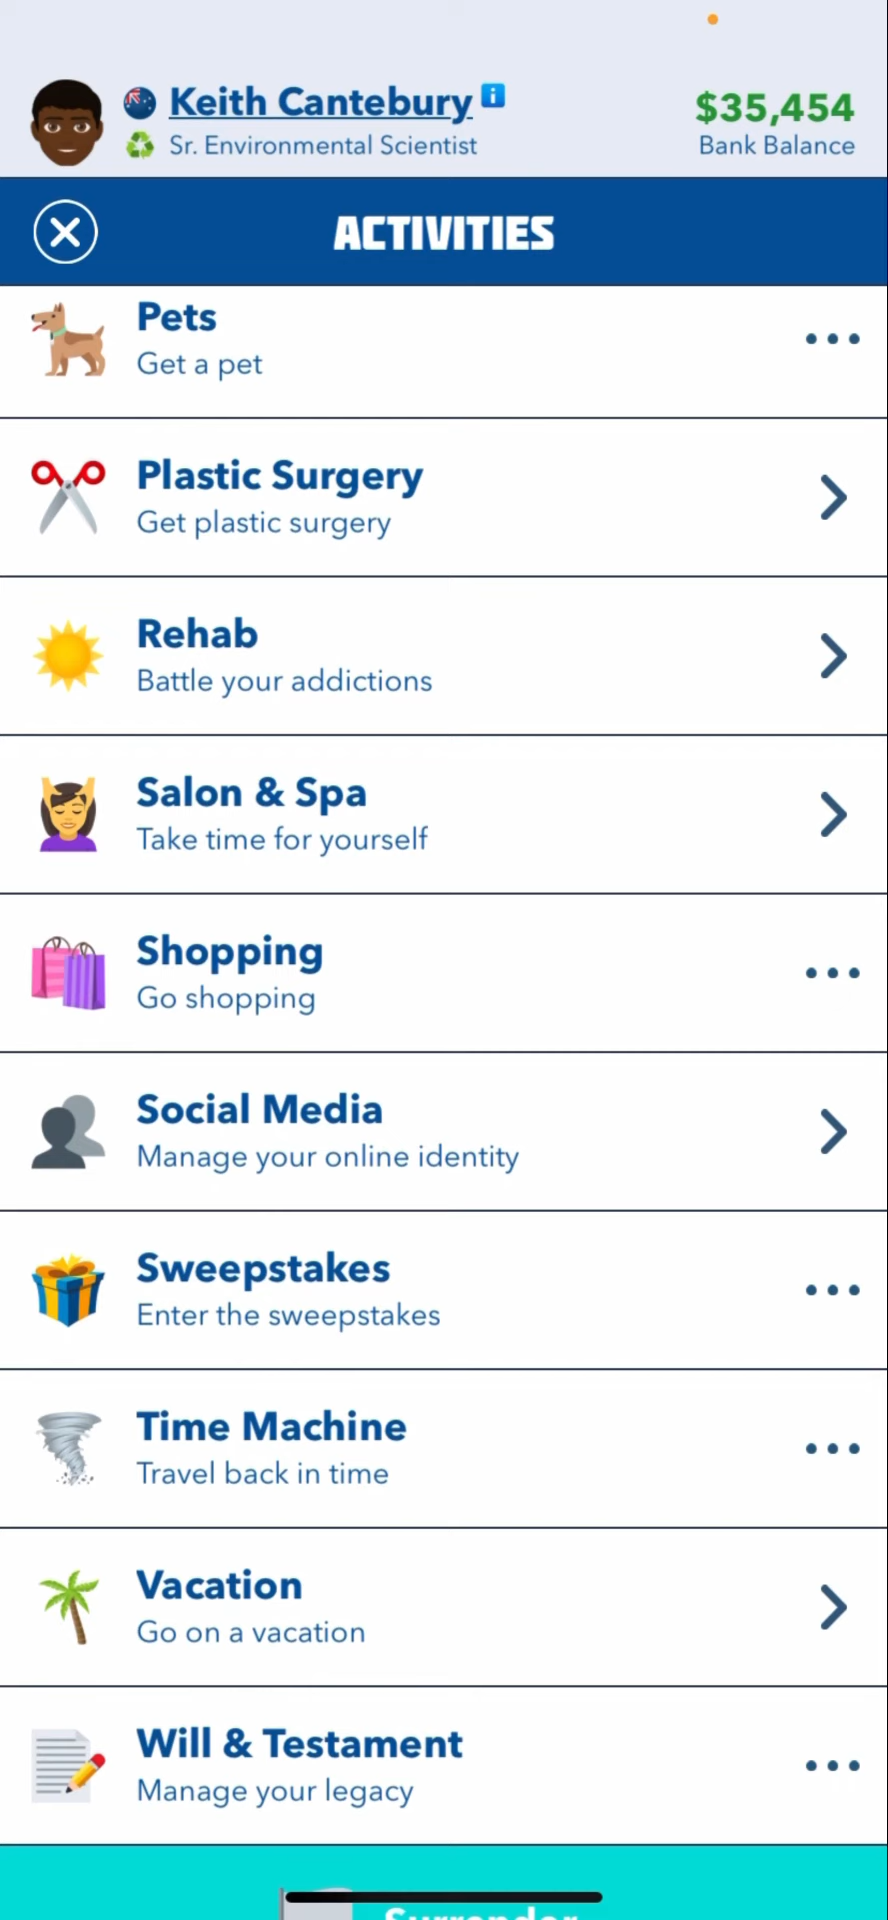 Keith Cantebury
$35,454
Sr. Environmental Scientist
Bank Balance
ACTIVITIES
Pets
Get a pet
Plastic Surgery
Get plastic surgery
Rehab
Battle your addictions
Salon & Spa
Take time for yourself
Shopping
Go shopping
Social Media
Manage your online identity
Sweepstakes
Enter the sweepstakes
Time Machine
Travel back in time
Vacation
Go on a vacation
Will & Testament
Manage your legacy
Surrender